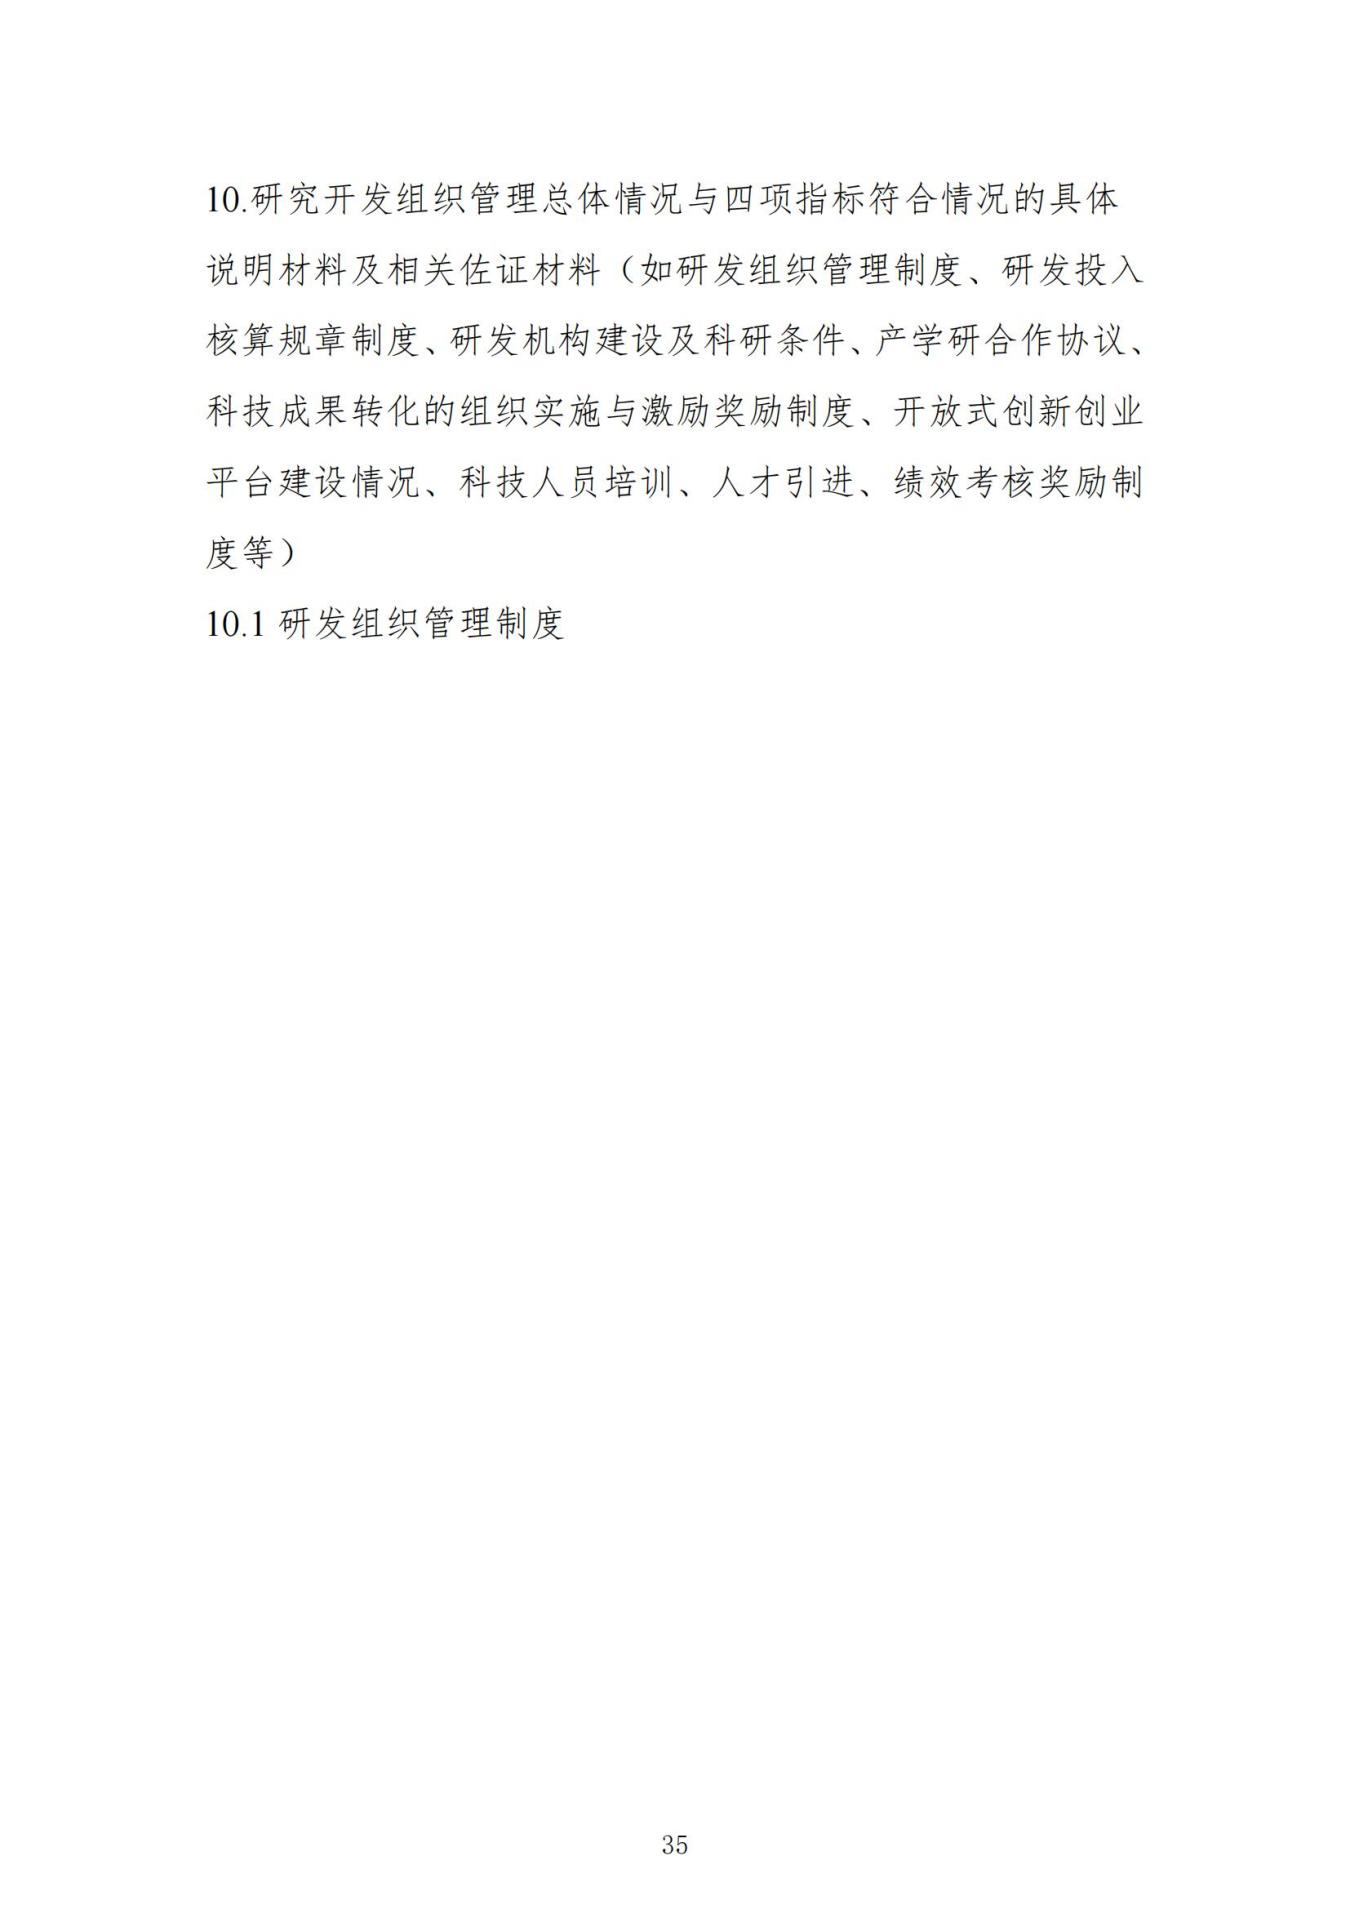 10.研究开发组织管理总体情况与四项指标符合情况的具体
说明材料及相关佐证材料（如研发组织管理制度、研发投入
核算规章制度、研发机构建设及科研条件、产学研合作协议、
科技成果转化的组织实施与激励奖励制度、开放式创新创业
平台建设情况、科技人员培训、人才引进、绩效考核奖励制
度等）
10.1 研发组织管理制度
35